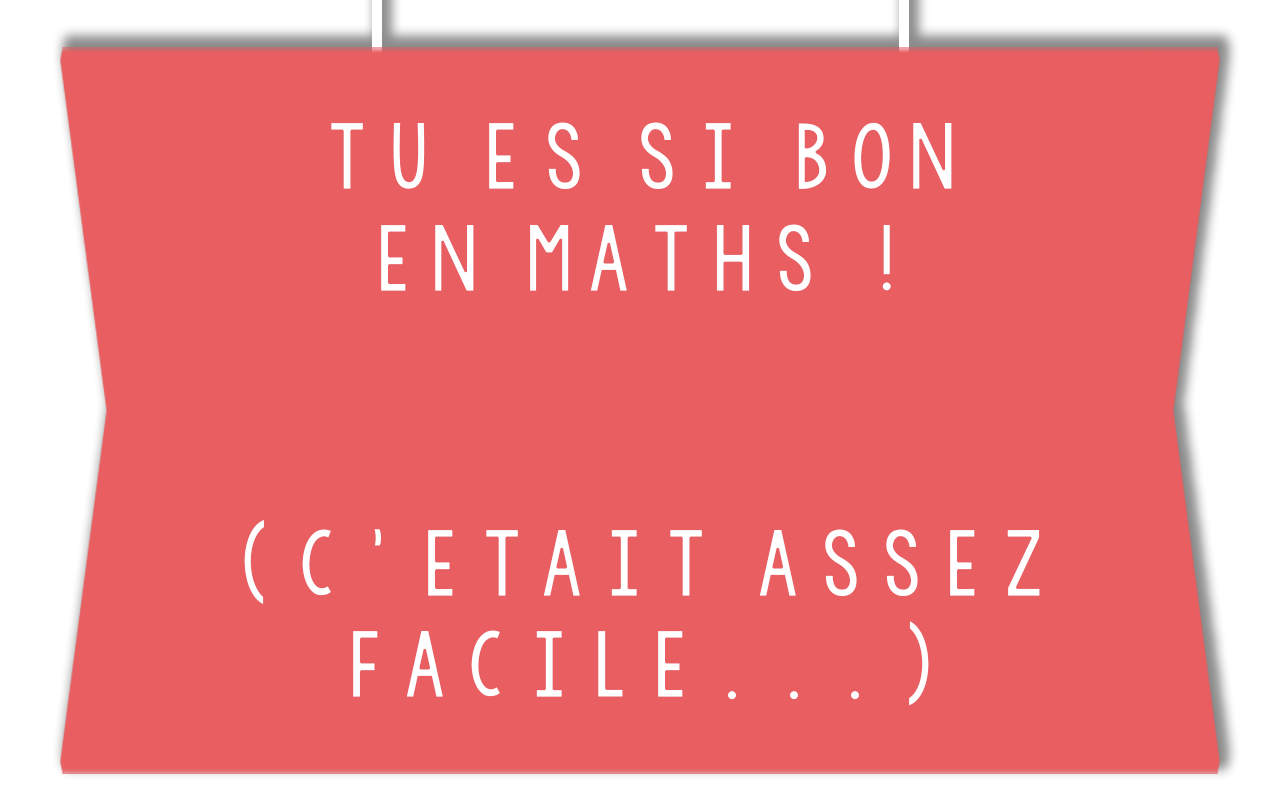 TU ES SI BON
EN MATHS !
(C'ETAIT ASSEZ
FACILE...)